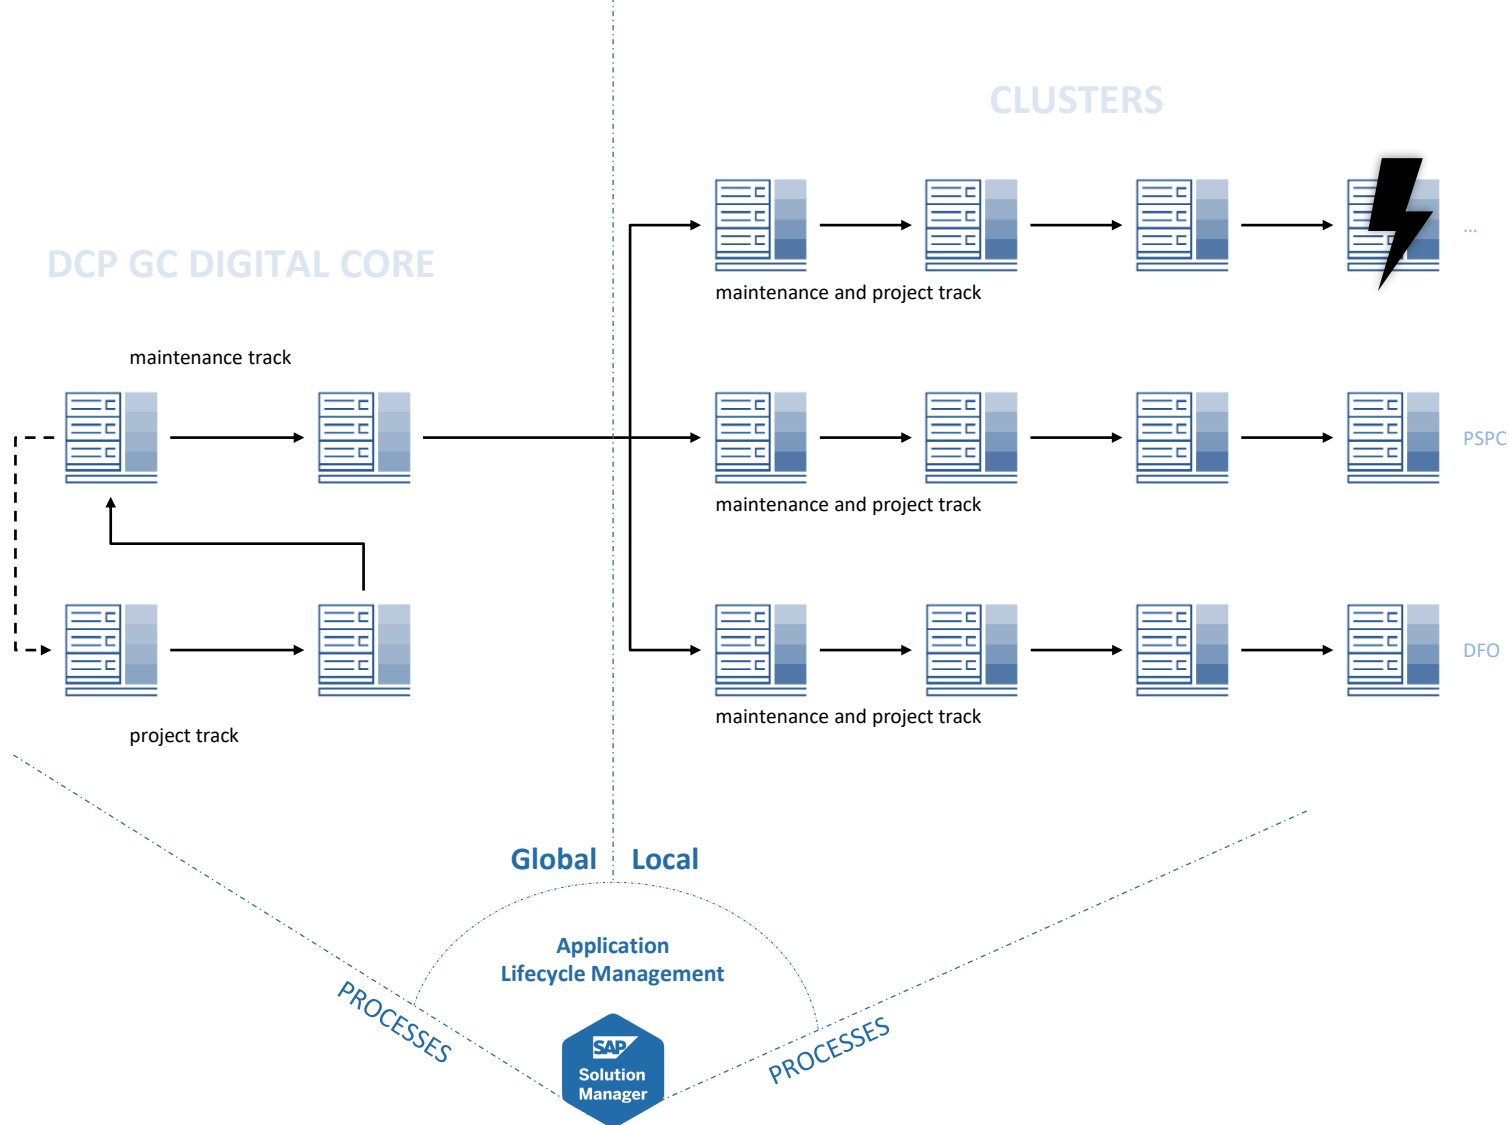 CLUSTERS
...
maintenance and project track
DCP GC DIGITAL CORE
maintenance track
PSPC
maintenance and project track
DFO
maintenance and project track
project track
Global
Local
Application
Lifecycle Management
PROCESSES
PROCESSES
SAP
Solution
Manager